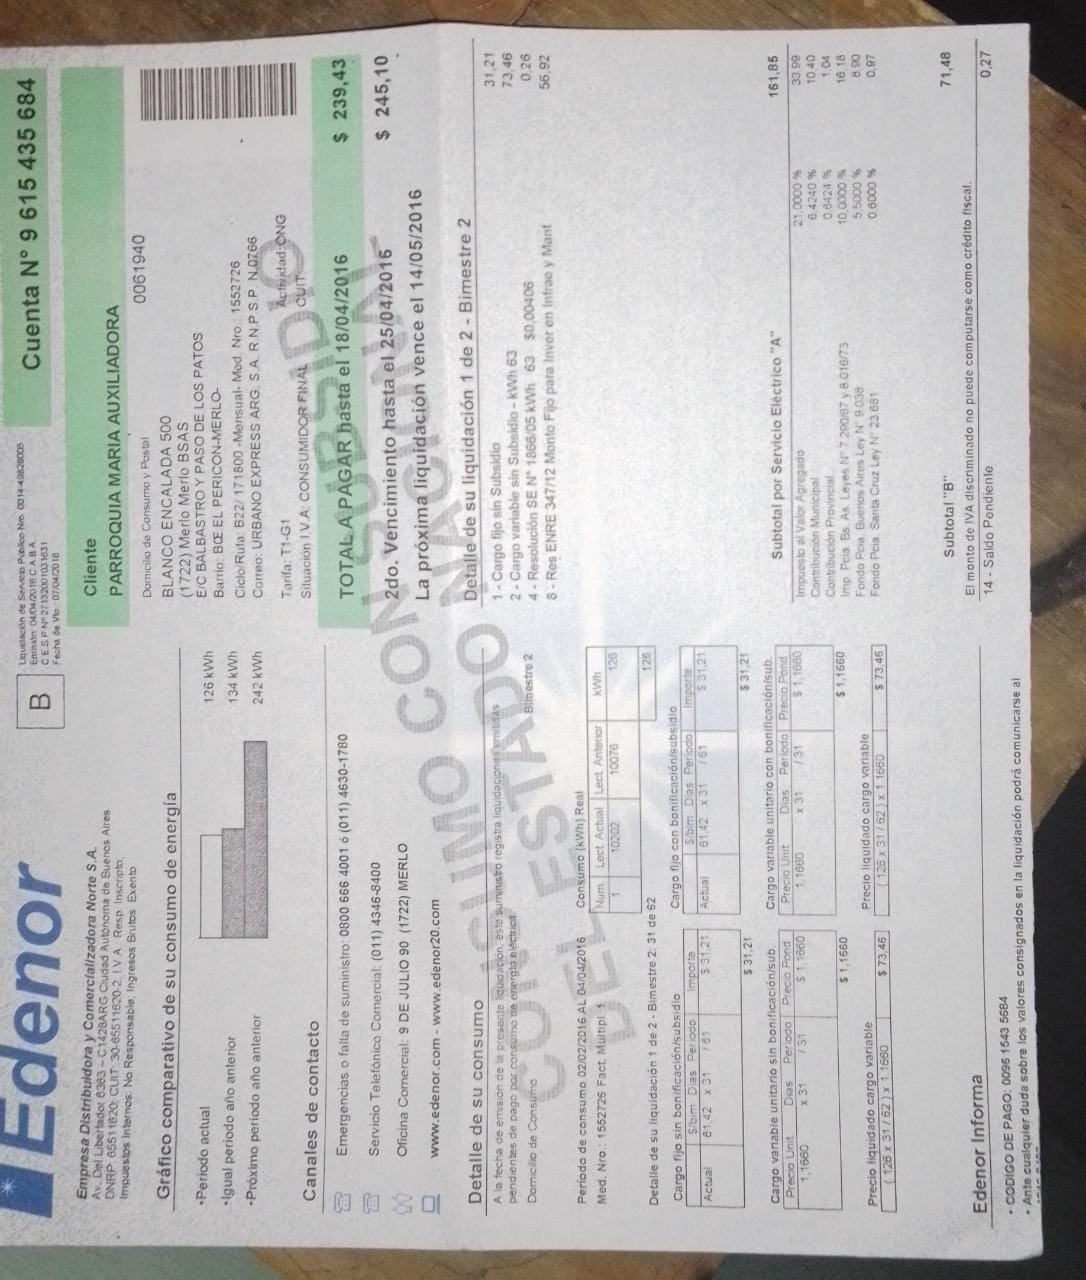 Edenor
Empresa Distribuidora y Comercializadora Norte S.A.
Av. Del Libertador 6363 - C1428ARG Ciudad Autónoma de Buenos Aires
DNRP: 65511620; CUIT: 30-65511620-2, I.V.A. Resp. Inscripto,
Impuestos Internos: No Responsable, Ingresos Brutos: Exento
B
Liquidación de Servicio Público Nro. 0014-49828005
Emisión: 04/04/2016 C.A.B.A
Fecha de Vto.: 07/04/2016
Cuenta N° 9 615 435 684
Cliente
PARROQUIA MARIA AUXILIADORA
Domicilio de Consumo y Postal
0061940
BLANCO ENCALADA 500
(1722) Merlo Merlo BSAS
E/C BALBASTRO Y PASO DE LOS PATOS
Barrio: BŒ EL PERICON-MERLO-
Ciclo/Ruta: B22/ 171800 -Mensual- Med. Nro.: 1552726
Correo: URBANO EXPRESS ARG. S.A. R.N.P.S.P. N.0766
Tarifa: T1-G1
Actividad: ONG
Situacion I.V.A: CONSUMIDOR FINAL CUIT:
TOTAL A PAGAR hasta el 18/04/2016 $ 239,43
2do. Vencimiento hasta el 25/04/2016 $ 245,10
La próxima liquidación vence el 14/05/2016
Gráfico comparativo de su consumo de energía
•Periodo actual 126 kWh
•Igual periodo año anterior 134 kWh
•Próximo periodo año anterior 242 kWh
Canales de contacto
Emergencias o falta de suministro: 0800 666 4001 ó (011) 4630-1780
Servicio Telefónico Comercial: (011) 4346-8400
Oficina Comercial: 9 DE JULIO 90 (1722) MERLO
www.edenor.com - www.edenor20.com
CONSUMO CON SUBSIDIO
DEL ESTADO NACIONAL
Detalle de su consumo
A la fecha de emisión de la presente liquidación, este suministro registra liquidaciones emitidas
pendientes de pago por consumo de energía eléctrica.
Domicilio de Consumo
Bimestre 2
Período de consumo 02/02/2016 AL 04/04/2016
Consumo (kWh) Real
Med. Nro.: 1552726 Fact. Multipl. 1
Num. Lect. Actual Lect. Anterior kWh
1 10202 10076 126
126
Detalle de su liquidación 1 de 2 - Bimestre 2: 31 de 62
Cargo fijo sin bonificación/subsidio
$/bim Dias Periodo Importe
Actual 61,42 x 31 / 61 $ 31,21
$ 31,21
Cargo fijo con bonificación/subsidio
$/bim Dias Periodo Importe
Actual 61,42 x 31 / 61 $ 31,21
$ 31,21
Cargo variable unitario sin bonificación/sub.
Precio Unit Dias Periodo Precio Pond
1,1660 x 31 / 31 $ 1,1660
$ 1,1660
Cargo variable unitario con bonificación/sub.
Precio Unit Dias Periodo Precio Pond
1,1660 x 31 / 31 $ 1,1660
$ 1,1660
Precio liquidado cargo variable
( 126 x 31 / 62 ) x 1,1660 $ 73,46
Precio liquidado cargo variable
( 126 x 31 / 62 ) x 1,1660 $ 73,46
Detalle de su liquidación 1 de 2 - Bimestre 2
1 - Cargo fijo sin Subsidio 31,21
2 - Cargo variable sin Subsidio - kWh 63 73,46
4 - Resolución SE N° 1866/05 kWh 63 $0,00406 0,26
8 - Res ENRE 347/12 Monto Fijo para Inver en Infrae y Mant 56,92
Subtotal por Servicio Eléctrico "A" 161,85
Impuesto al Valor Agregado 21,0000 % 33,99
Contribución Municipal 6,4240 % 10,40
Contribución Provincial 0,6424 % 1,04
Imp. Pcia. Bs. As. Leyes N° 7.290/67 y 8.016/73 10,0000 % 16,18
Fondo Pcia. Buenos Aires Ley N° 9.038 5,5000 % 8,90
Fondo Pcia. Santa Cruz Ley N° 23.681 0,6000 % 0,97
Subtotal "B" 71,48
El monto de IVA discriminado no puede computarse como crédito fiscal.
14 - Saldo Pendiente 0,27
Edenor Informa
• CODIGO DE PAGO: 0096 1543 5684
• Ante cualquier duda sobre los valores consignados en la liquidación podrá comunicarse al